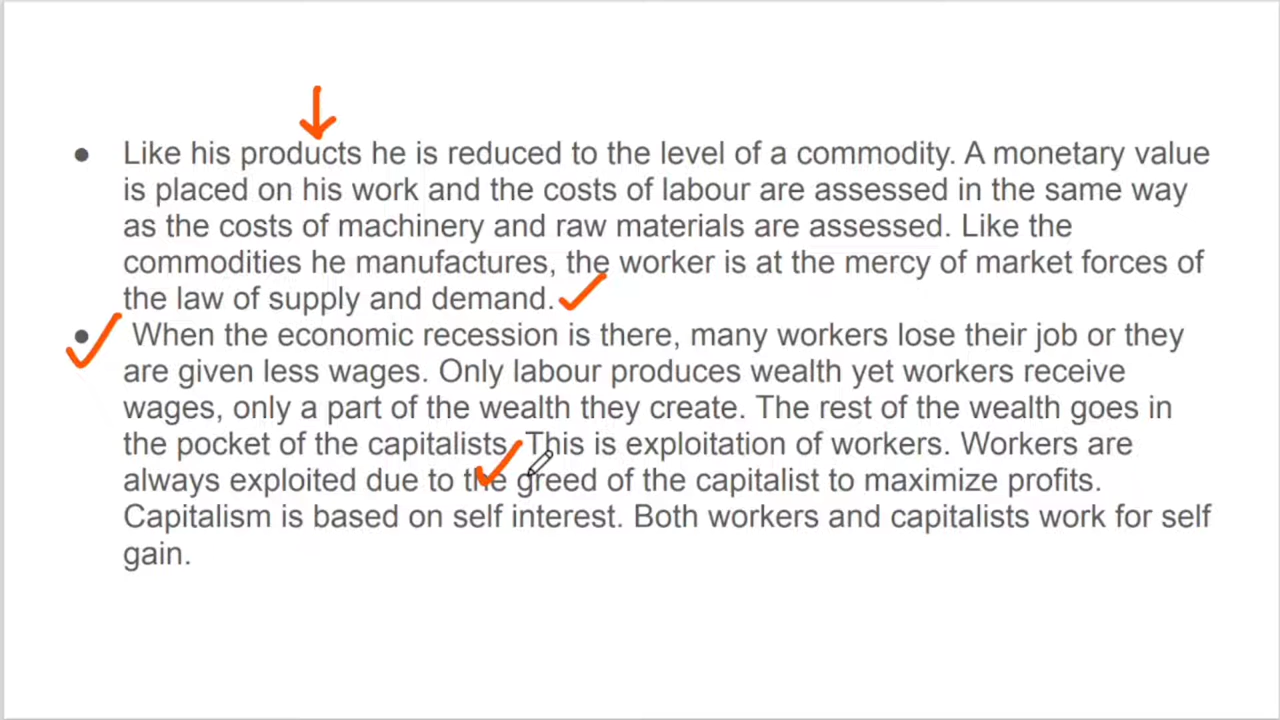 ● Like his products he is reduced to the level of a commodity. A monetary value
is placed on his work and the costs of labour are assessed in the same way
as the costs of machinery and raw materials are assessed. Like the
commodities he manufactures, the worker is at the mercy of market forces of
the law of supply and demand.
● When the economic recession is there, many workers lose their job or they
are given less wages. Only labour produces wealth yet workers receive
wages, only a part of the wealth they create. The rest of the wealth goes in
the pocket of the capitalists. This is exploitation of workers. Workers are
always exploited due to the greed of the capitalist to maximize profits.
Capitalism is based on self interest. Both workers and capitalists work for self
gain.